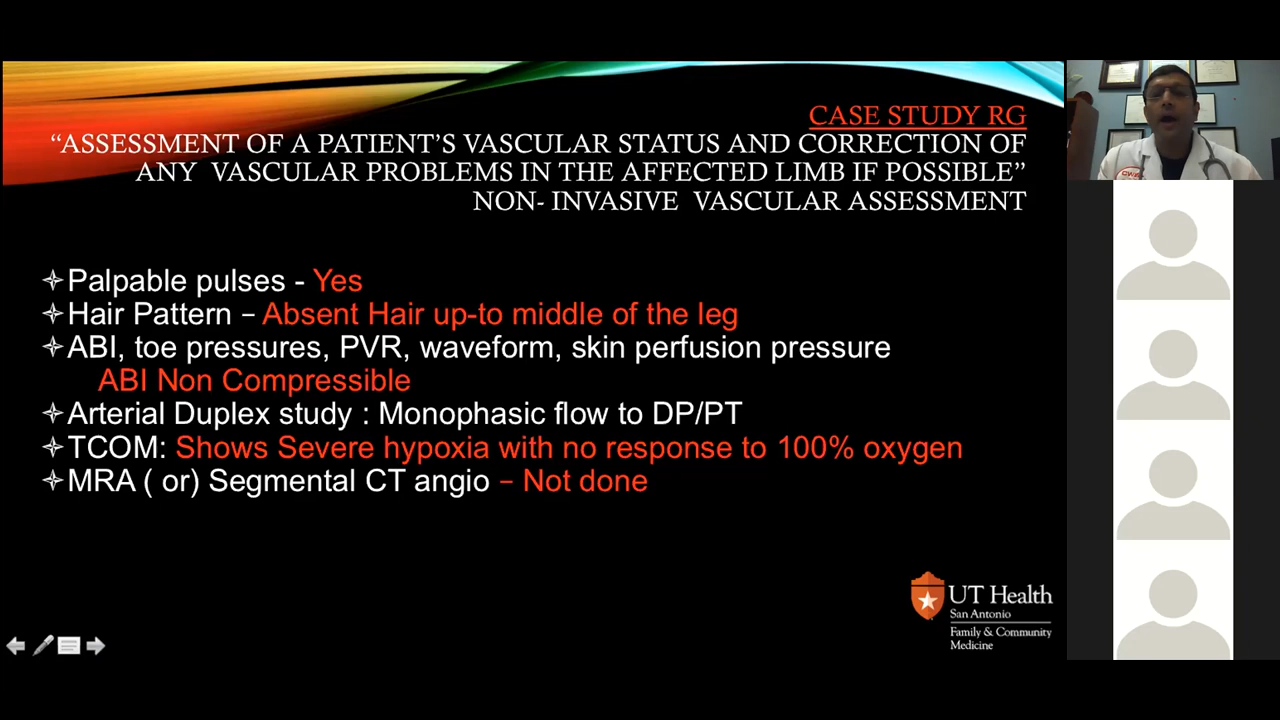 CASE STUDY RG
“ASSESSMENT OF A PATIENT’S VASCULAR STATUS AND CORRECTION OF
ANY VASCULAR PROBLEMS IN THE AFFECTED LIMB IF POSSIBLE”
NON- INVASIVE VASCULAR ASSESSMENT
Palpable pulses - Yes
Hair Pattern – Absent Hair up-to middle of the leg
ABI, toe pressures, PVR, waveform, skin perfusion pressure
ABI Non Compressible
Arterial Duplex study : Monophasic flow to DP/PT
TCOM: Shows Severe hypoxia with no response to 100% oxygen
MRA ( or) Segmental CT angio – Not done
UT Health
San Antonio
Family & Community
Medicine